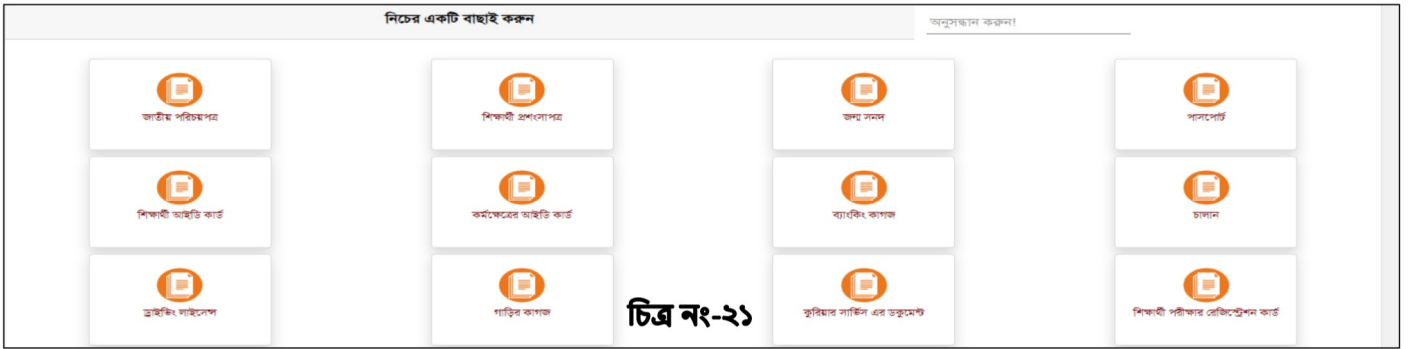 নিচের একটি বাছাই করুন
অনুসন্ধান করুন!
জাতীয় পরিচয়পত্র
শিক্ষার্থী প্রশংসাপত্র
জন্ম সনদ
পাসপোর্ট
শিক্ষার্থী আইডি কার্ড
কর্মক্ষেত্রের আইডি কার্ড
ব্যাংকিং কাগজ
চালান
ড্রাইভিং লাইসেন্স
গাড়ির কাগজ
কুরিয়ার সার্ভিস এর ডকুমেন্ট
শিক্ষার্থী পরীক্ষার রেজিস্ট্রেশন কার্ড
চিত্র নং-২১